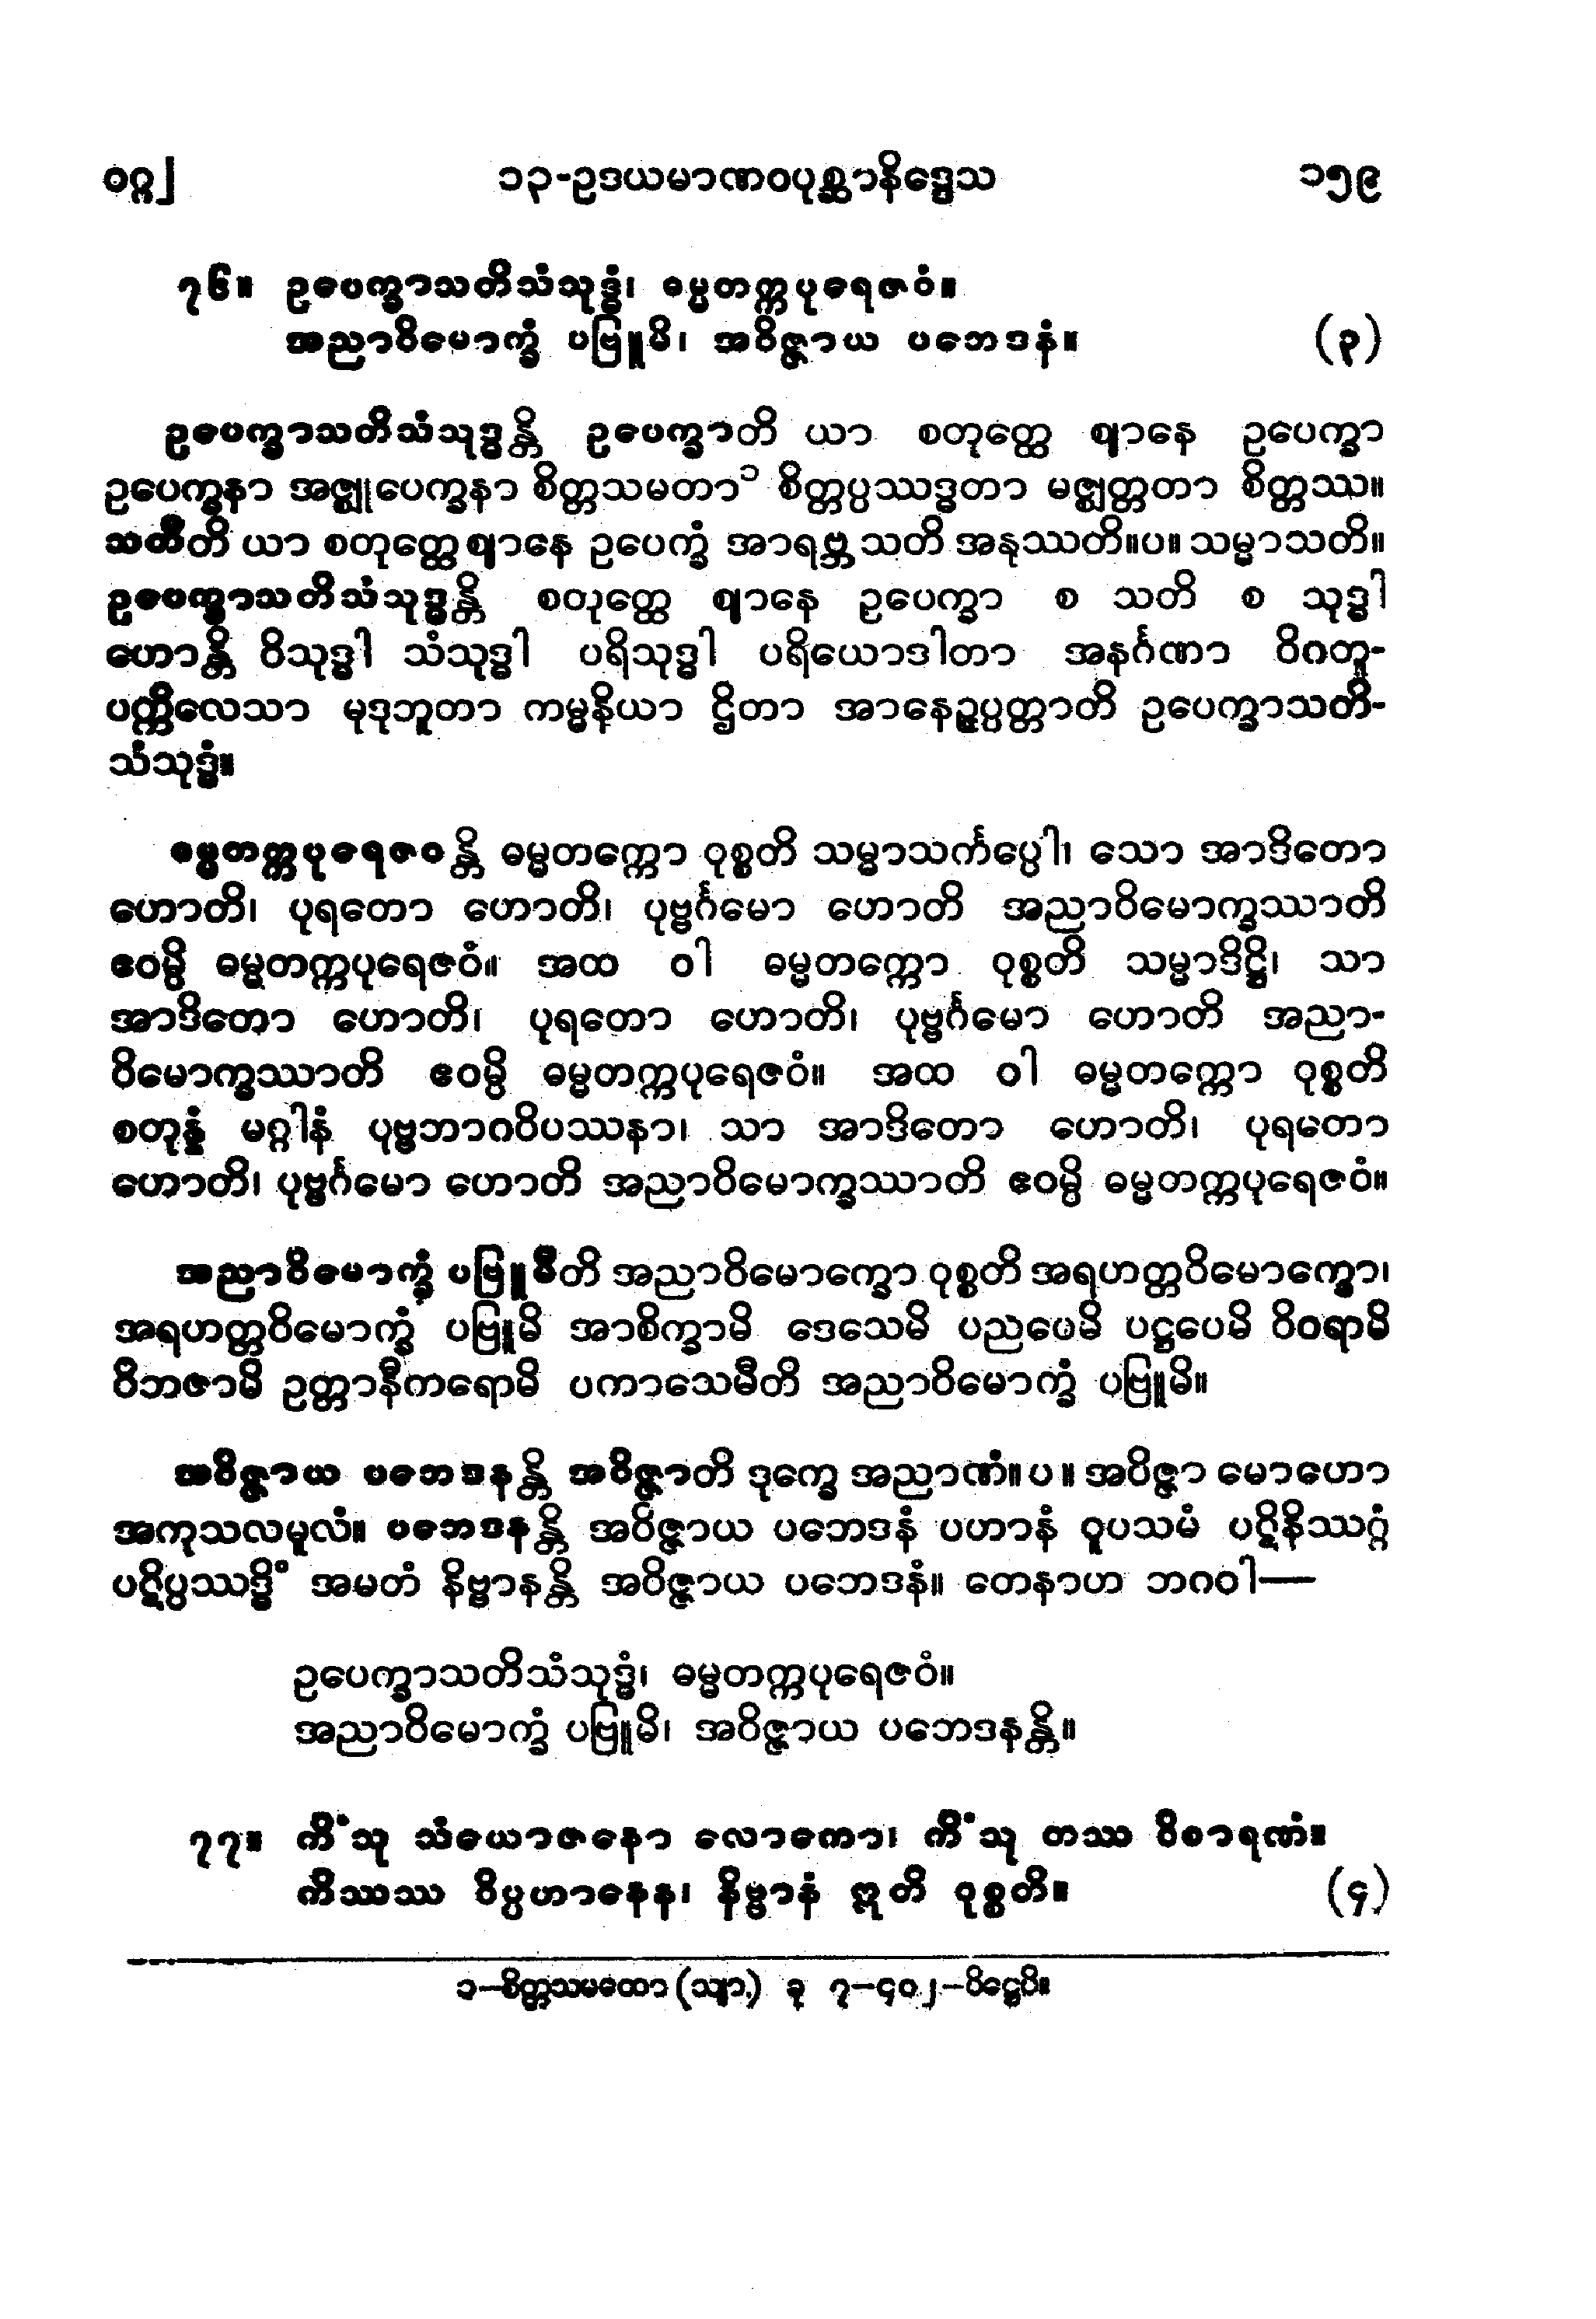 ဝဂ္ဂ]
၁၃-ဥဒယမာဏဝပုစ္ဆာနိဒ္ဒေသ
၁၅၉
၇၆။ ဥပေက္ခာသတိသံသုဒ္ဓံ၊ ဓမ္မတက္ကပုရေဇဝံ။
အညာဝိမောက္ခံ ပဗြူမိ၊ အဝိဇ္ဇာယ ပဘေဒနံ။ (၃)
ဥပေက္ခာသတိသံသုဒ္ဓန္တိ ဥပေက္ခာတိ ယာ စတုတ္ထေ ဈာနေ ဥပေက္ခာ
ဥပေက္ခနာ အဇ္ဈုပေက္ခနာ စိတ္တသမတာ၁ စိတ္တပ္ပဿဒ္ဓတာ မဇ္ဈတ္တတာ စိတ္တဿ။
သတီတိ ယာ စတုတ္ထေ ဈာနေ ဥပေက္ခံ အာရဗ္ဘ သတိ အနုဿတိ။ပ။ သမ္မာသတိ။
ဥပေက္ခာသတိသံသုဒ္ဓန္တိ စတုတ္ထေ ဈာနေ ဥပေက္ခာ စ သတိ စ သုဒ္ဓါ
ဟောန္တိ ဝိသုဒ္ဓါ သံသုဒ္ဓါ ပရိသုဒ္ဓါ ပရိယောဒါတာ အနင်္ဂဏာ ဝိဂတူ-
ပက္ကိလေသာ မုဒုဘူတာ ကမ္မနိယာ ဌိတာ အာနေဉ္ဇပ္ပတ္တာတိ ဥပေက္ခာသတိ-
သံသုဒ္ဓံ။
ဓမ္မတက္ကပုရေဇဝန္တိ ဓမ္မတက္ကော ဝုစ္စတိ သမ္မာသင်္ကပ္ပေါ၊ သော အာဒိတော
ဟောတိ၊ ပုရတော ဟောတိ၊ ပုဗ္ဗင်္ဂမော ဟောတိ အညာဝိမောက္ခဿာတိ
ဧဝမ္ပိ ဓမ္မတက္ကပုရေဇဝံ။ အထ ဝါ ဓမ္မတက္ကော ဝုစ္စတိ သမ္မာဒိဋ္ဌိ၊ သာ
အာဒိတော ဟောတိ၊ ပုရတော ဟောတိ၊ ပုဗ္ဗင်္ဂမော ဟောတိ အညာ-
ဝိမောက္ခဿာတိ ဧဝမ္ပိ ဓမ္မတက္ကပုရေဇဝံ။ အထ ဝါ ဓမ္မတက္ကော ဝုစ္စတိ
စတုန္နံ မဂ္ဂါနံ ပုဗ္ဗဘာဂဝိပဿနာ၊ သာ အာဒိတော ဟောတိ၊ ပုရတော
ဟောတိ၊ ပုဗ္ဗင်္ဂမော ဟောတိ အညာဝိမောက္ခဿာတိ ဧဝမ္ပိ ဓမ္မတက္ကပုရေဇဝံ။
အညာဝိမောက္ခံ ပဗြူမီတိ အညာဝိမောက္ခော ဝုစ္စတိ အရဟတ္တဝိမောက္ခော၊
အရဟတ္တဝိမောက္ခံ ပဗြူမိ အာစိက္ခာမိ ဒေသေမိ ပညပေမိ ပဋ္ဌပေမိ ဝိဝရာမိ
ဝိဘဇာမိ ဥတ္တာနီကရောမိ ပကာသေမီတိ အညာဝိမောက္ခံ ပဗြူမိ။
အဝိဇ္ဇာယ ပဘေဒနန္တိ အဝိဇ္ဇာတိ ဒုက္ခေ အညာဏံ။ပ။ အဝိဇ္ဇာ မောဟော
အကုသလမူလံ။ ပဘေဒနန္တိ အဝိဇ္ဇာယ ပဘေဒနံ ပဟာနံ ဝူပသမံ ပဋိနိဿဂ္ဂံ
ပဋိပ္ပဿဒ္ဓိံ အမတံ နိဗ္ဗာနန္တိ အဝိဇ္ဇာယ ပဘေဒနံ။ တေနာဟ ဘဂဝါ—
ဥပေက္ခာသတိသံသုဒ္ဓံ၊ ဓမ္မတက္ကပုရေဇဝံ။
အညာဝိမောက္ခံ ပဗြူမိ၊ အဝိဇ္ဇာယ ပဘေဒနန္တိ။
၇၇။ ကိံသု သံယောဇနော လောကော၊ ကိံသု တဿ ဝိစာရဏံ။
ကိဿဿ ဝိပ္ပဟာနေန၊ နိဗ္ဗာနံ ဣတိ ဝုစ္စတိ။ (၄)
၁-စိတ္တသမထော (သျာ,) ခု ၇-၄၀၂-ပိဋ္ဌေပိ။